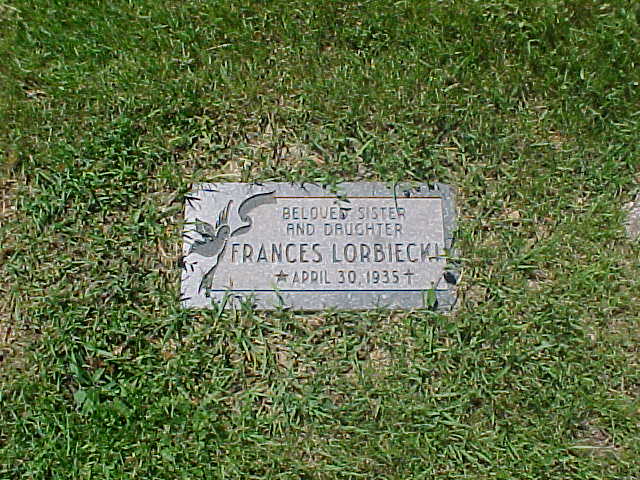 BELOVED SISTER
AND DAUGHTER
FRANCES LORBIECKI
★ APRIL 30, 1935 ✝